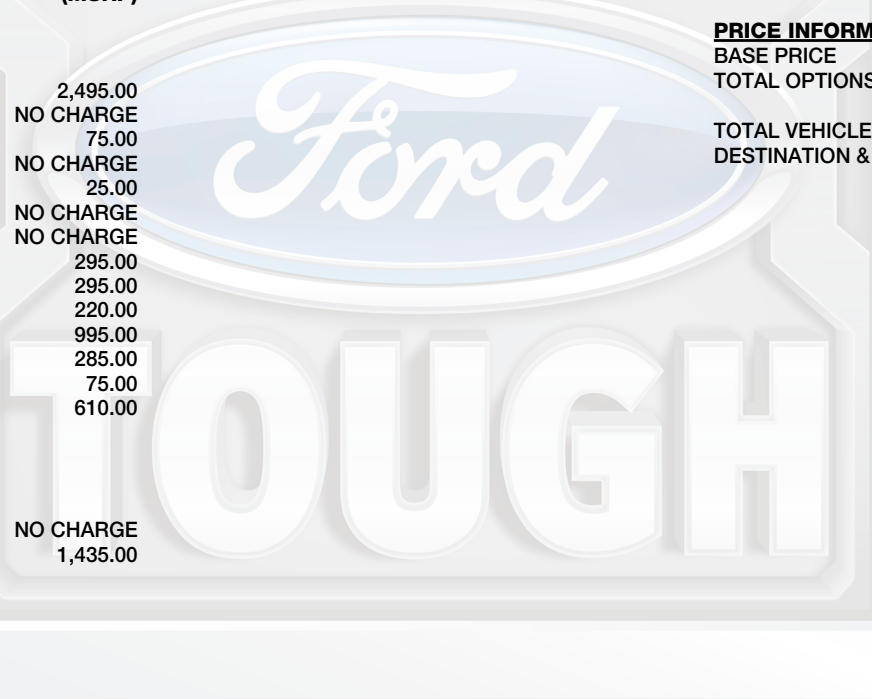 (MSRP)
2,495.00
NO CHARGE
75.00
NO CHARGE
25.00
NO CHARGE
NO CHARGE
295.00
295.00
220.00
995.00
285.00
75.00
610.00
NO CHARGE
1,435.00
PRICE INFORM
BASE PRICE
TOTAL OPTIONS
TOTAL VEHICLE
DESTINATION &
Ford
TOUGH